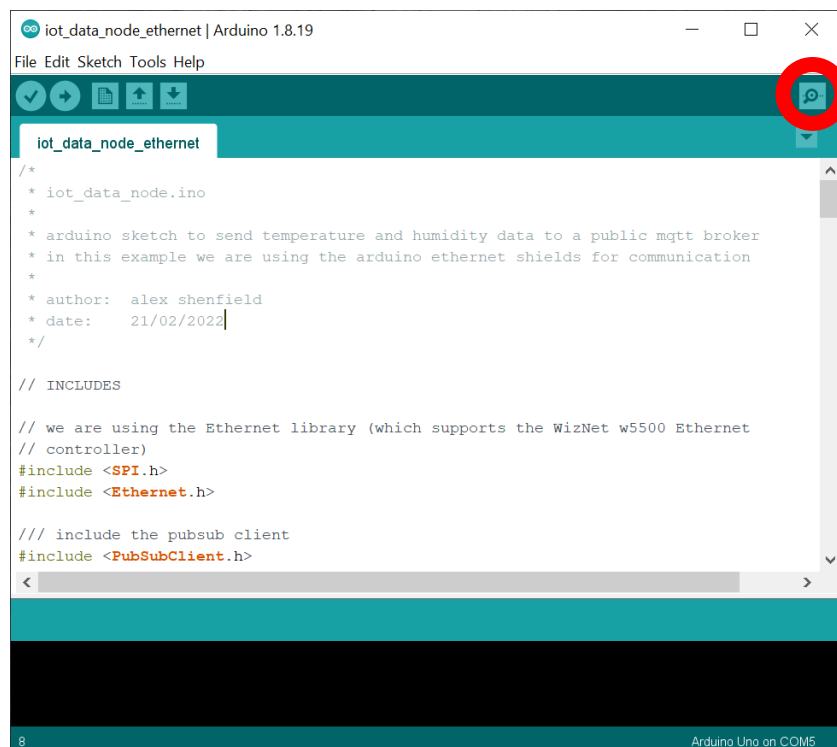 iot_data_node_ethernet | Arduino 1.8.19
File Edit Sketch Tools Help
iot_data_node_ethernet
/*
 * iot_data_node.ino
 *
 * arduino sketch to send temperature and humidity data to a public mqtt broker
 * in this example we are using the arduino ethernet shields for communication
 *
 * author:  alex shenfield
 * date:    21/02/2022
 */
// INCLUDES
// we are using the Ethernet library (which supports the WizNet w5500 Ethernet
// controller)
#include <SPI.h>
#include <Ethernet.h>
/// include the pubsub client
#include <PubSubClient.h>
8 Arduino Uno on COM5